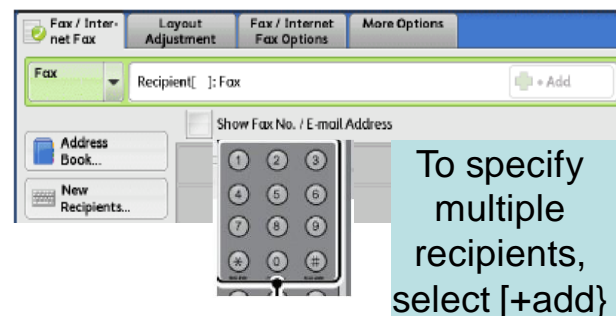 Fax / Inter-
net Fax
Layout
Adjustment
Fax / Internet
Fax Options
More Options
Fax
Recipient[ ]: Fax
+ Add
Show Fax No. / E-mail Address
Address
Book...
New
Recipients...
1 2 3
4 5 6
7 8 9
* 0 #
To specify
multiple
recipients,
select [+add}